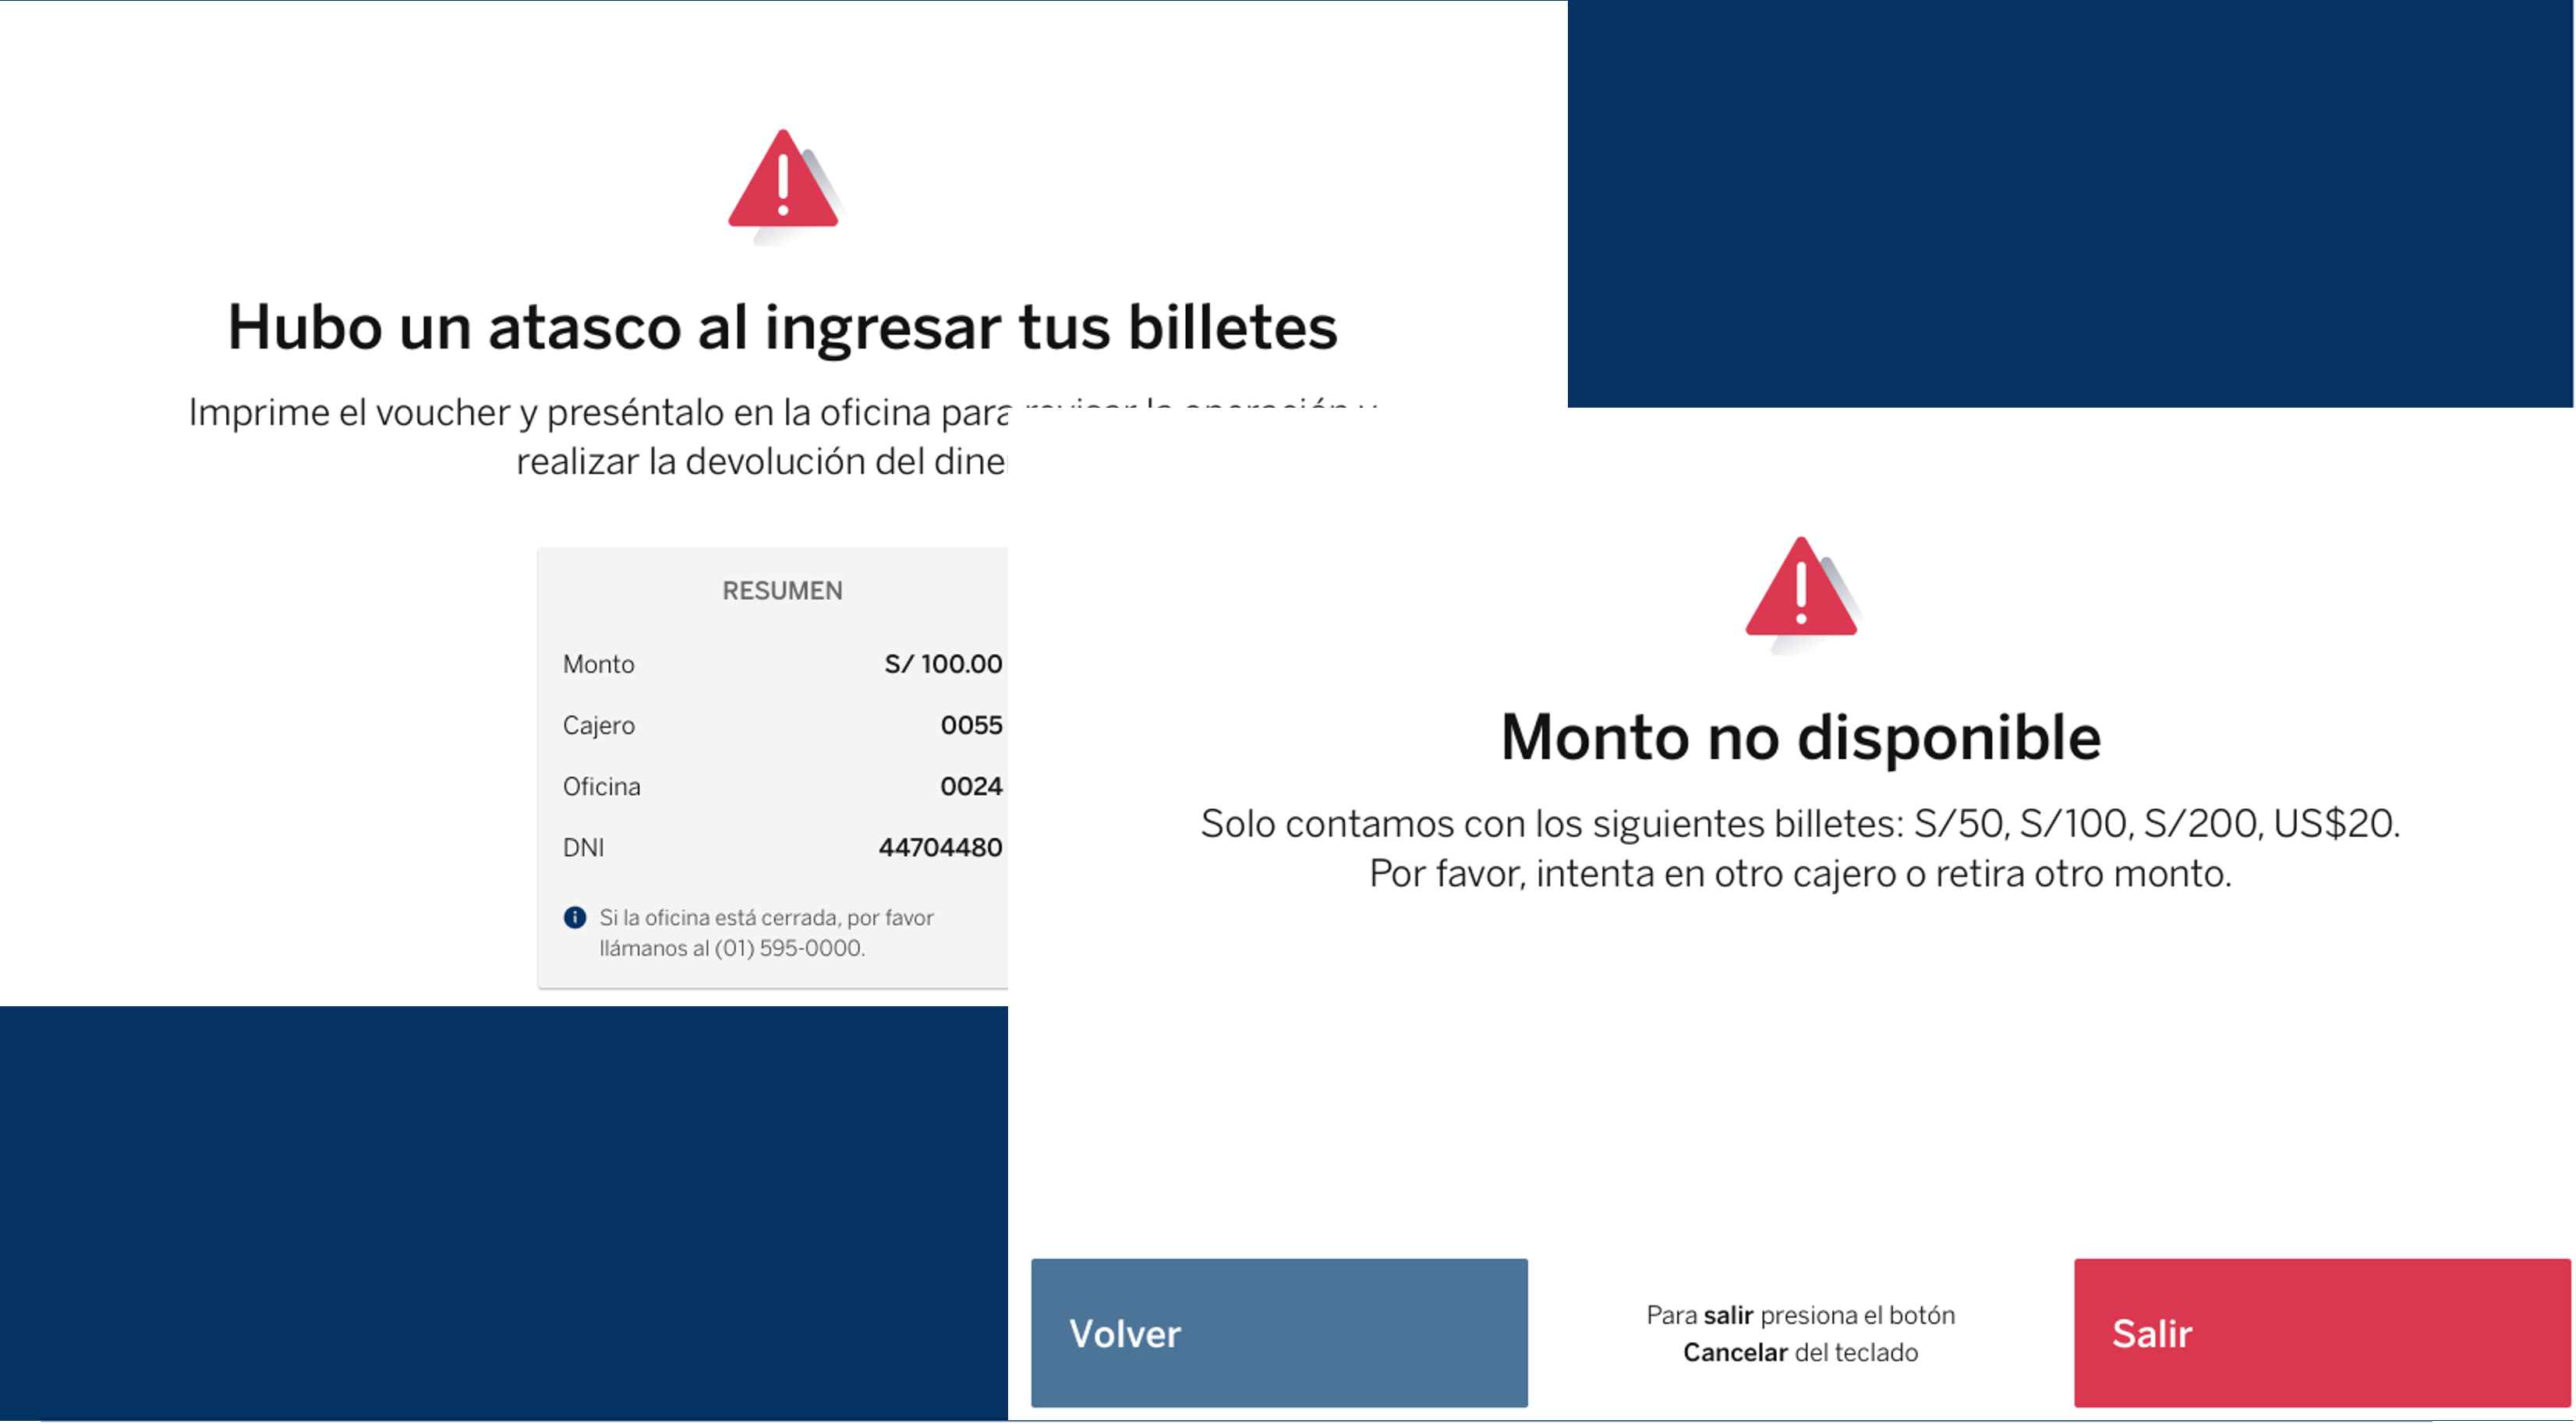 Hubo un atasco al ingresar tus billetes
Imprime el voucher y preséntalo en la oficina para revisar la operación y
realizar la devolución del
RESUMEN
Monto S/ 100.00
Cajero 0055
Oficina 0024
DNI 44704480
Si la oficina está cerrada, por favor
llámanos al (01) 595-0000.
Monto no disponible
Solo contamos con los siguientes billetes: S/50, S/100, S/200, US$20.
Por favor, intenta en otro cajero o retira otro monto.
Volver
Para salir presiona el botón
Cancelar del teclado
Salir